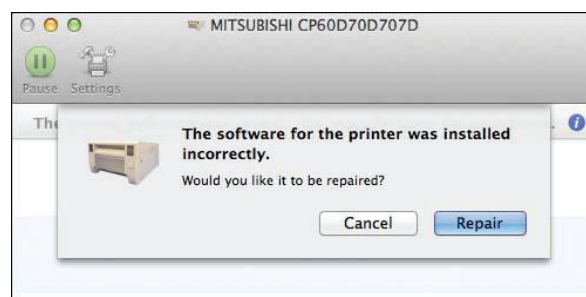 MITSUBISHI CP60D70D707D
Pause Settings
The
The software for the printer was installed
incorrectly.
Would you like it to be repaired?
Cancel Repair